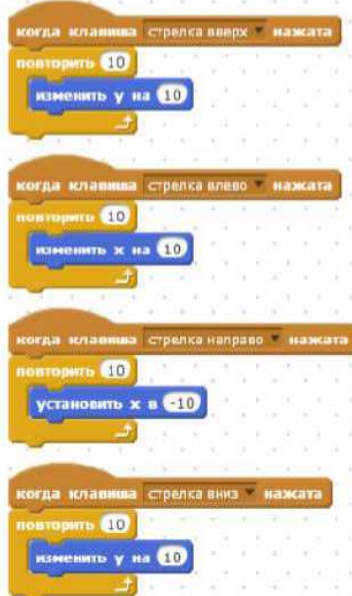 когда клавиша стрелка вверх нажата
повторить 10
изменить y на 10
когда клавиша стрелка влево нажата
повторить 10
изменить x на 10
когда клавиша стрелка направо нажата
повторить 10
установить x в -10
когда клавиша стрелка вниз нажата
повторить 10
изменить y на 10